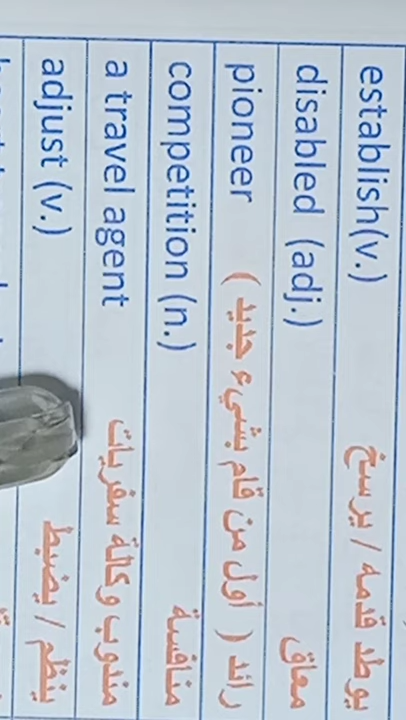 establish(v.) يوطد قدمه / يرسخ
disabled (adj.) معاق
pioneer رائد ( أول من قام بشيء جديد )
competition (n.) منافسة
a travel agent مندوب وكالة سفريات
adjust (v.) ينظم / يضبط